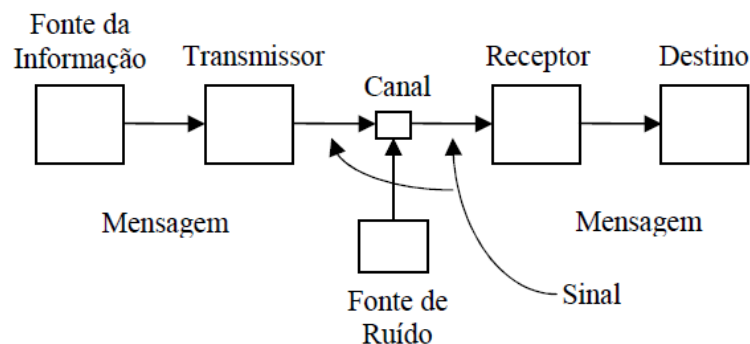 Fonte da
Informação
Transmissor
Canal
Receptor
Destino
Mensagem
Mensagem
Fonte de
Ruído
Sinal